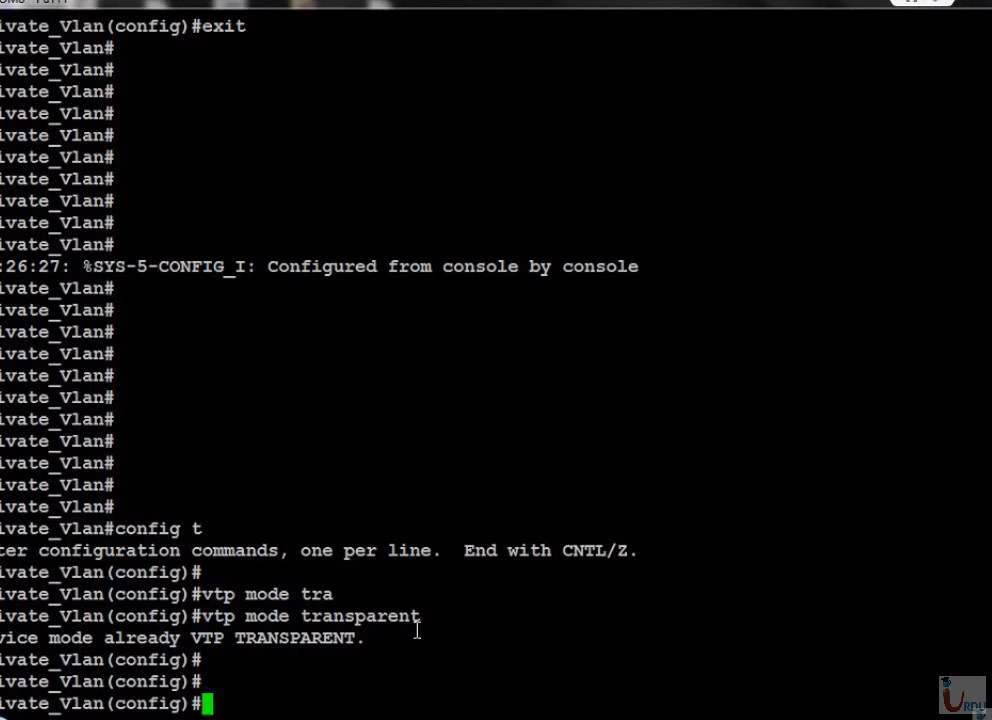 ivate_Vlan(config)#exit
ivate_Vlan#
ivate_Vlan#
ivate_Vlan#
ivate_Vlan#
ivate_Vlan#
ivate_Vlan#
ivate_Vlan#
ivate_Vlan#
ivate_Vlan#
ivate_Vlan#
:26:27: %SYS-5-CONFIG_I: Configured from console by console
ivate_Vlan#
ivate_Vlan#
ivate_Vlan#
ivate_Vlan#
ivate_Vlan#
ivate_Vlan#
ivate_Vlan#
ivate_Vlan#
ivate_Vlan#
ivate_Vlan#
ivate_Vlan#
ivate_Vlan#config t
ter configuration commands, one per line.  End with CNTL/Z.
ivate_Vlan(config)#
ivate_Vlan(config)#vtp mode tra
ivate_Vlan(config)#vtp mode transparent
vice mode already VTP TRANSPARENT.
ivate_Vlan(config)#
ivate_Vlan(config)#
ivate_Vlan(config)#
URDU